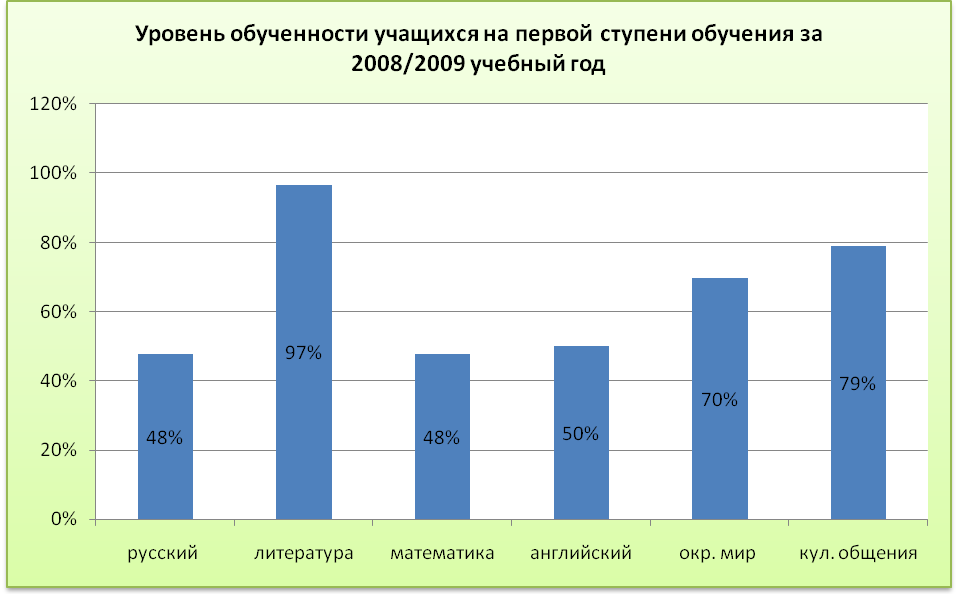 Уровень обученности учащихся на первой ступени обучения за
2008/2009 учебный год
120%
100%
80%
60%
40%
20%
0%
48%
97%
48%
50%
70%
79%
русский
литература
математика
английский
окр. мир
кул. общения